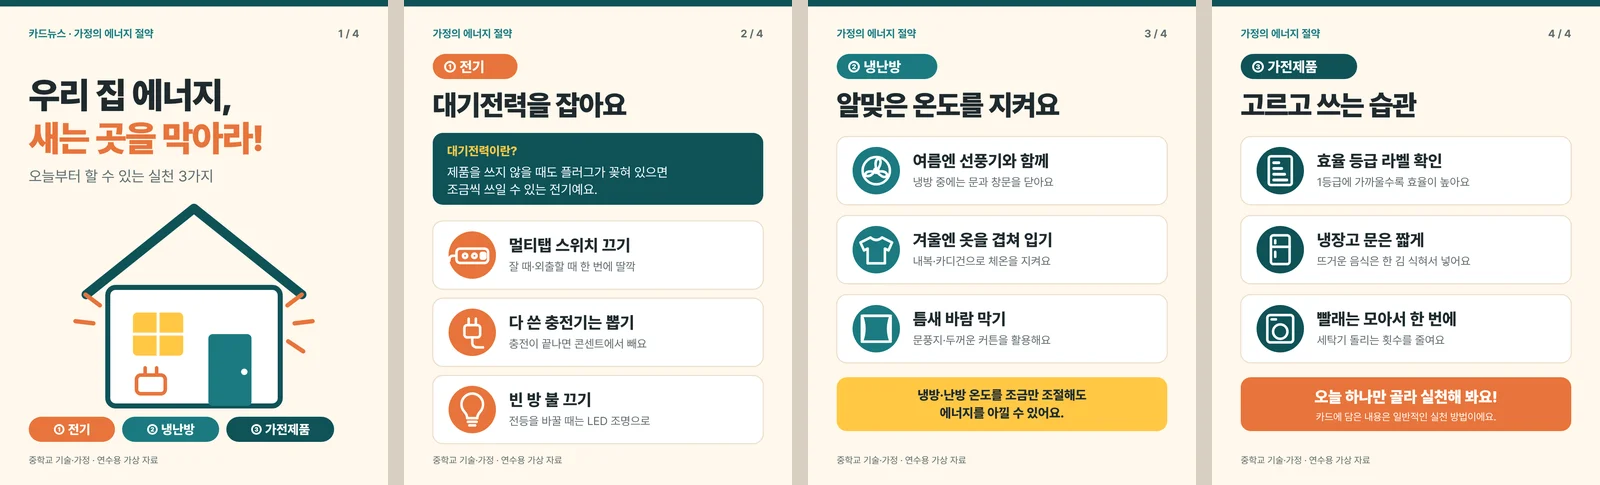 카드뉴스 · 가정의 에너지 절약
1 / 4
우리 집 에너지,
새는 곳을 막아라!
오늘부터 할 수 있는 실천 3가지
① 전기
② 냉난방
③ 가전제품
중학교 기술·가정 · 연수용 가상 자료
가정의 에너지 절약
2 / 4
① 전기
대기전력을 잡아요
대기전력이란?
제품을 쓰지 않을 때도 플러그가 꽂혀 있으면
조금씩 쓰일 수 있는 전기예요.
멀티탭 스위치 끄기
잘 때·외출할 때 한 번에 딸깍
다 쓴 충전기는 뽑기
충전이 끝나면 콘센트에서 빼요
빈 방 불 끄기
전등을 바꿀 때는 LED 조명으로
중학교 기술·가정 · 연수용 가상 자료
가정의 에너지 절약
3 / 4
② 냉난방
알맞은 온도를 지켜요
여름엔 선풍기와 함께
냉방 중에는 문과 창문을 닫아요
겨울엔 옷을 겹쳐 입기
내복·카디건으로 체온을 지켜요
틈새 바람 막기
문풍지·두꺼운 커튼을 활용해요
냉방·난방 온도를 조금만 조절해도
에너지를 아낄 수 있어요.
중학교 기술·가정 · 연수용 가상 자료
가정의 에너지 절약
4 / 4
③ 가전제품
고르고 쓰는 습관
효율 등급 라벨 확인
1등급에 가까울수록 효율이 높아요
냉장고 문은 짧게
뜨거운 음식은 한 김 식혀서 넣어요
빨래는 모아서 한 번에
세탁기 돌리는 횟수를 줄여요
오늘 하나만 골라 실천해 봐요!
카드에 담은 내용은 일반적인 실천 방법이에요.
중학교 기술·가정 · 연수용 가상 자료